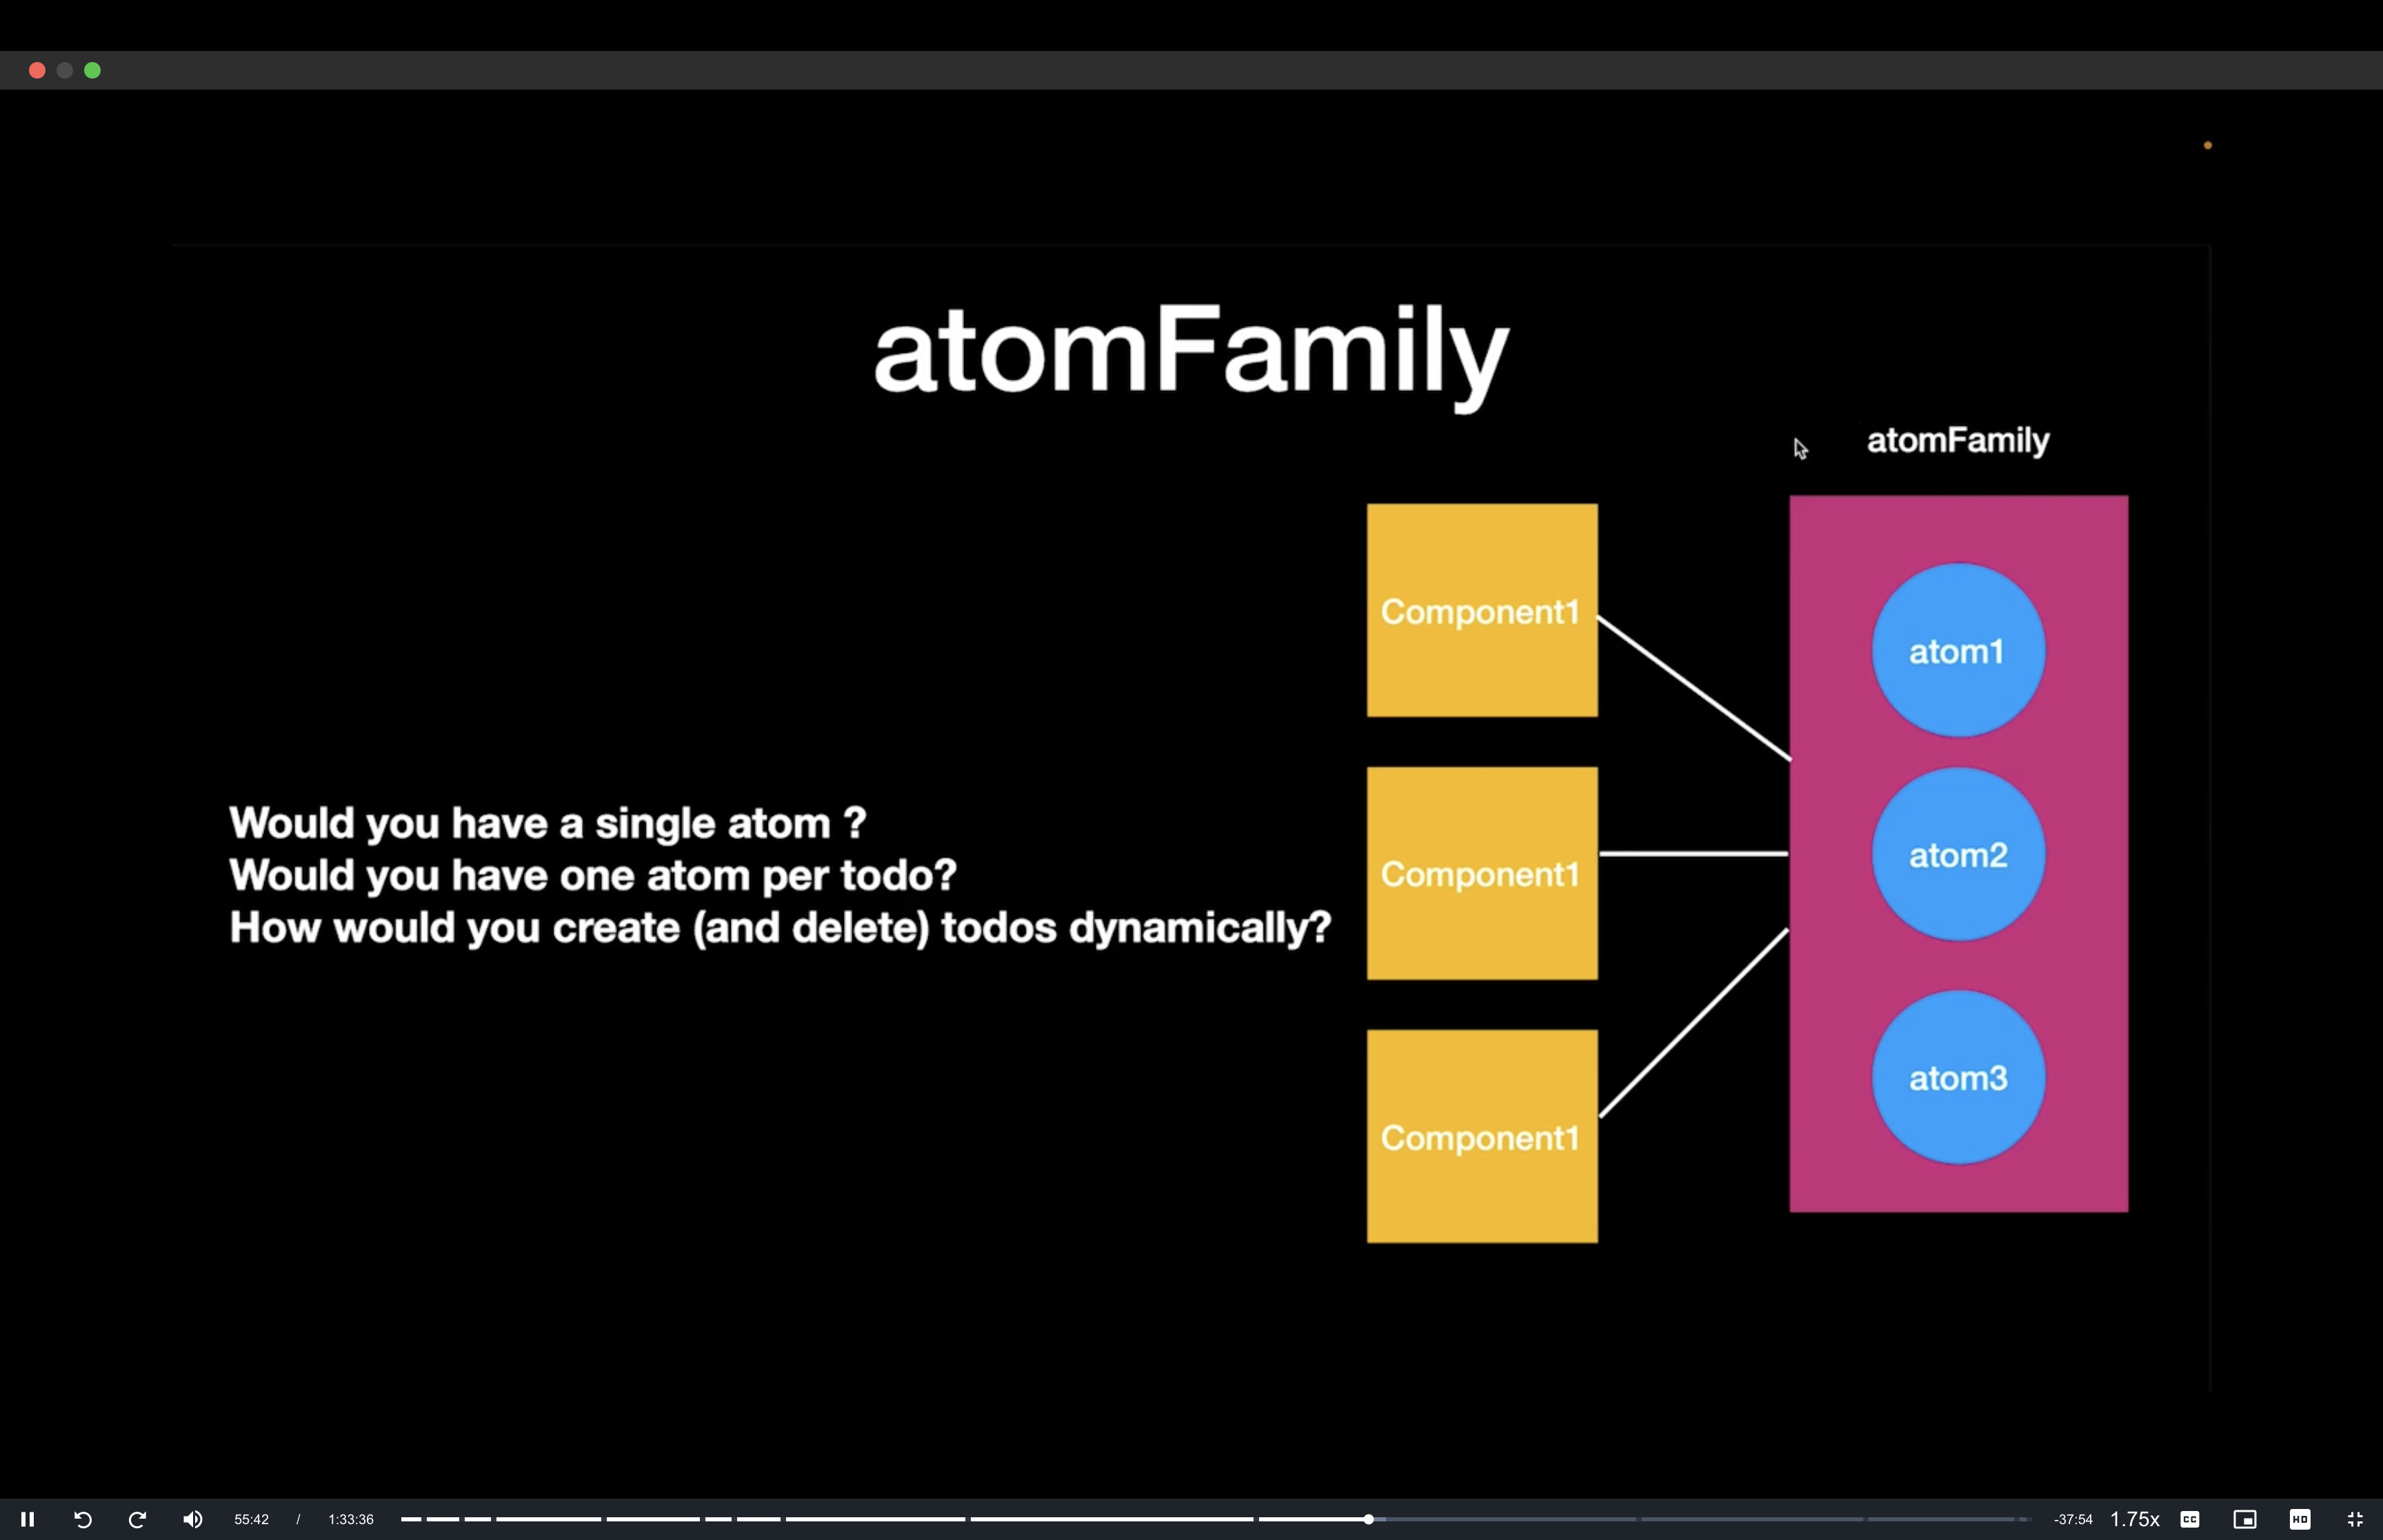 atomFamily
atomFamily
Component1
atom1
Would you have a single atom ?
Would you have one atom per todo?
How would you create (and delete) todos dynamically?
Component1
atom2
Component1
atom3
55:42 / 1:33:36
-37:54 1.75x CC HD